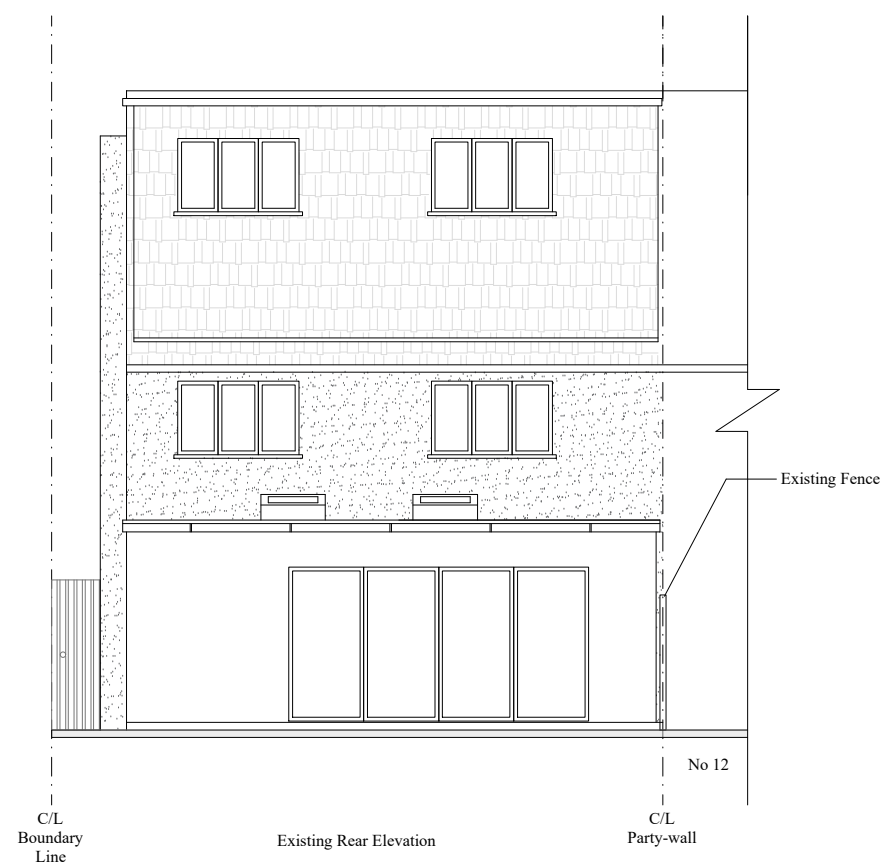 Existing Fence
No 12
C/L
Boundary
Line
Existing Rear Elevation
C/L
Party-wall